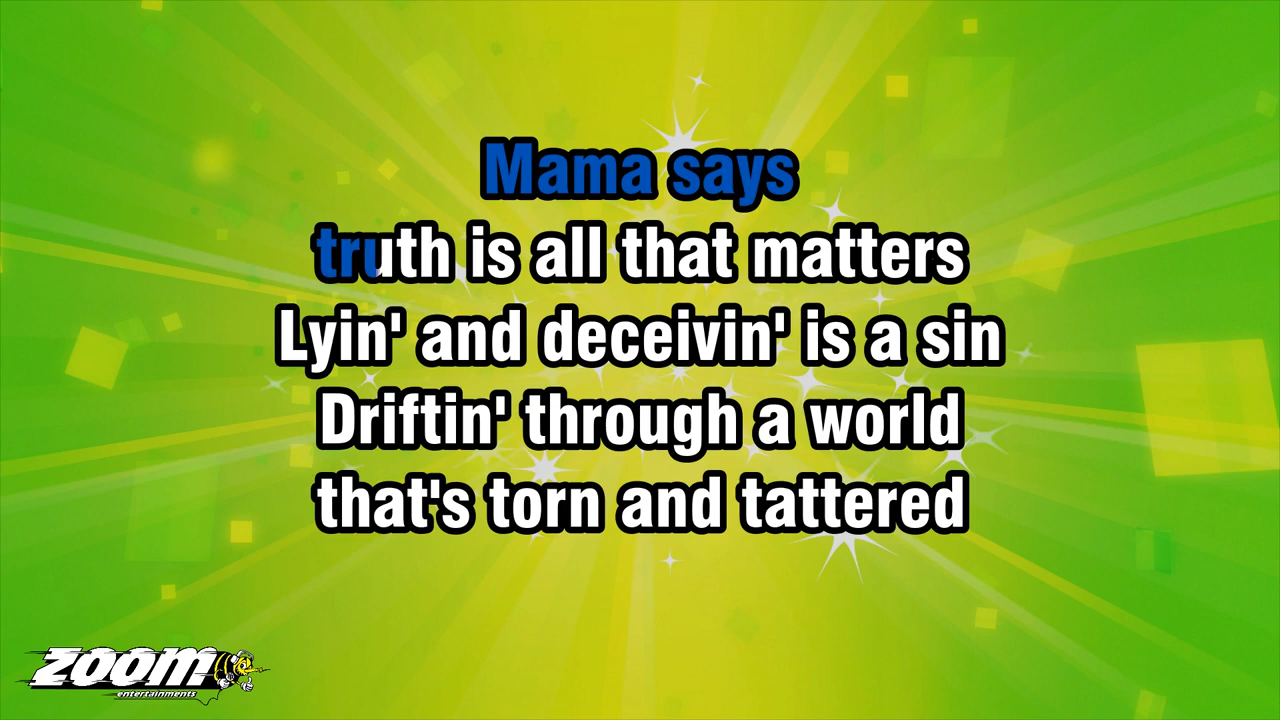 Mama says
truth is all that matters
Lyin' and deceivin' is a sin
Driftin' through a world
that's torn and tattered
ZOOM
entertainments